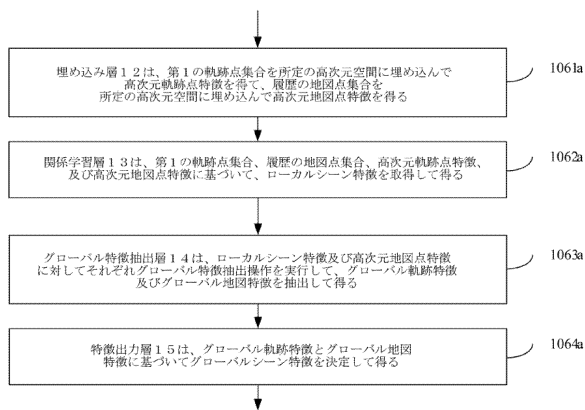 埋め込み層１２は、第１の軌跡点集合を所定の高次元空間に埋め込んで
高次元軌跡点特徴を得て、履歴の地図点集合を
所定の高次元空間に埋め込んで高次元地図点特徴を得る
1061a
関係学習層１３は、第１の軌跡点集合、履歴の地図点集合、高次元軌跡点特徴、
及び高次元地図点特徴に基づいて、ローカルシーン特徴を取得して得る
1062a
グローバル特徴抽出層１４は、ローカルシーン特徴及び高次元地図点特徴
に対してそれぞれグローバル特徴抽出操作を実行して、グローバル軌跡特徴
及びグローバル地図特徴を抽出して得る
1063a
特徴出力層１５は、グローバル軌跡特徴とグローバル地図
特徴に基づいてグローバルシーン特徴を決定して得る
1064a